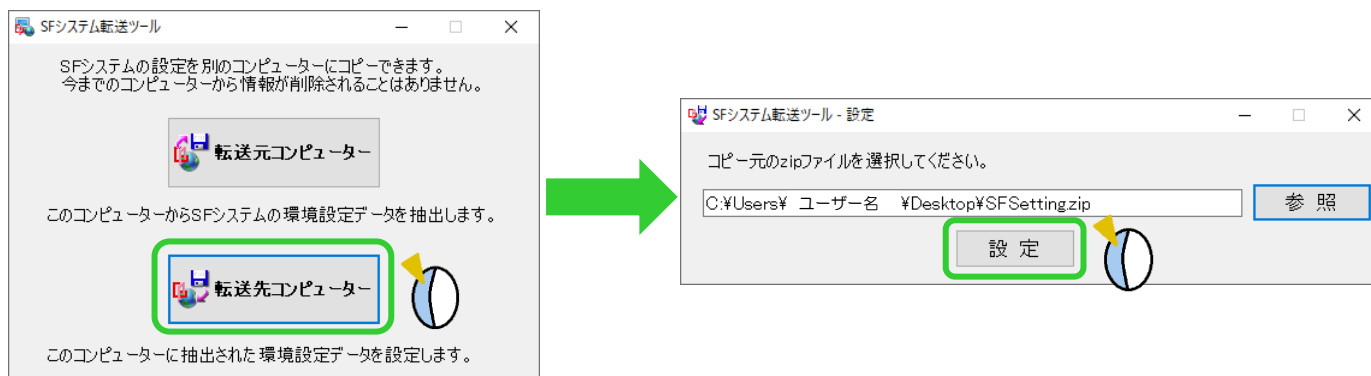 SFシステム転送ツール
SFシステムの設定を別のコンピューターにコピーできます。
今までのコンピューターから情報が削除されることはありません。
転送元コンピューター
このコンピューターからSFシステムの環境設定データを抽出します。
転送先コンピューター
このコンピューターに抽出された環境設定データを設定します。
SFシステム転送ツール - 設定
コピー元のzipファイルを選択してください。
C:¥Users¥ ユーザー名 ¥Desktop¥SFSetting.zip
参 照
設 定